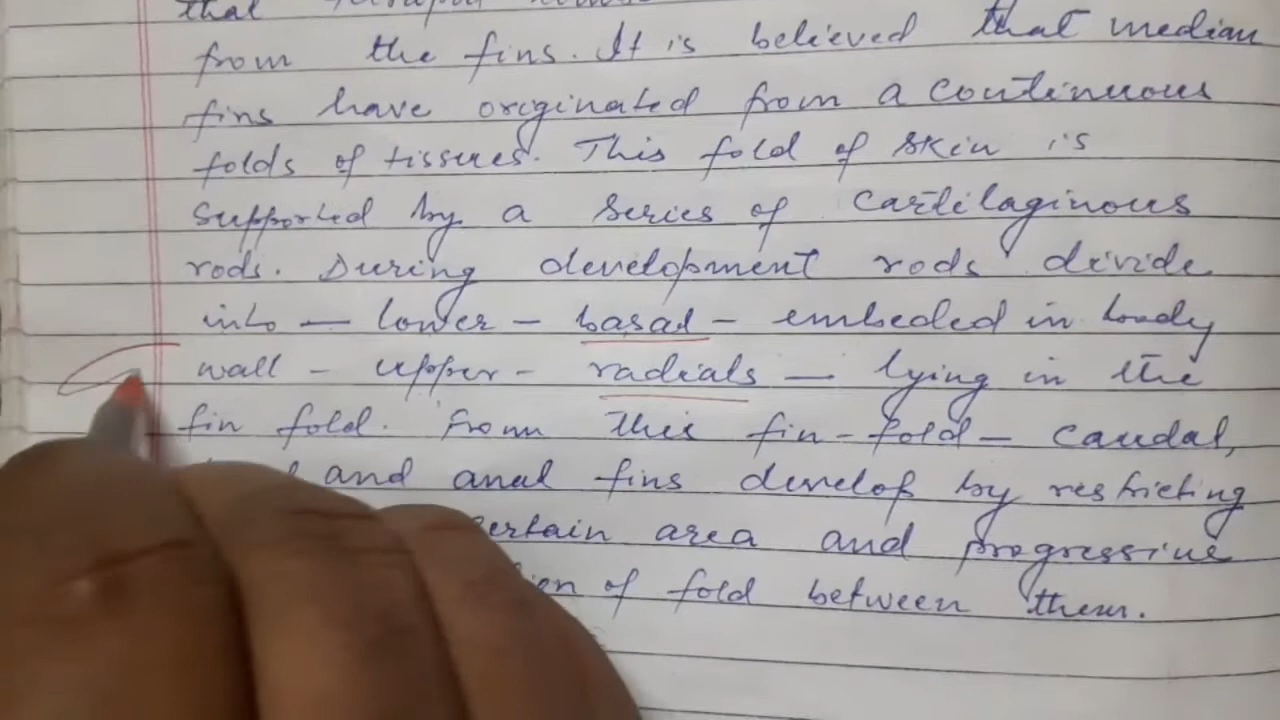 that
from the fins. It is believed that median
fins have originated from a continuous
folds of tissues. This fold of skin is
supported by a series of cartilaginous
rods. During development rods divide
into — lower - basal - embeded in body
wall - upper - radials — lying in the
fin fold. From this fin-fold - caudal,
and anal fins develop by restricting
certain area and progressive
of fold between them.